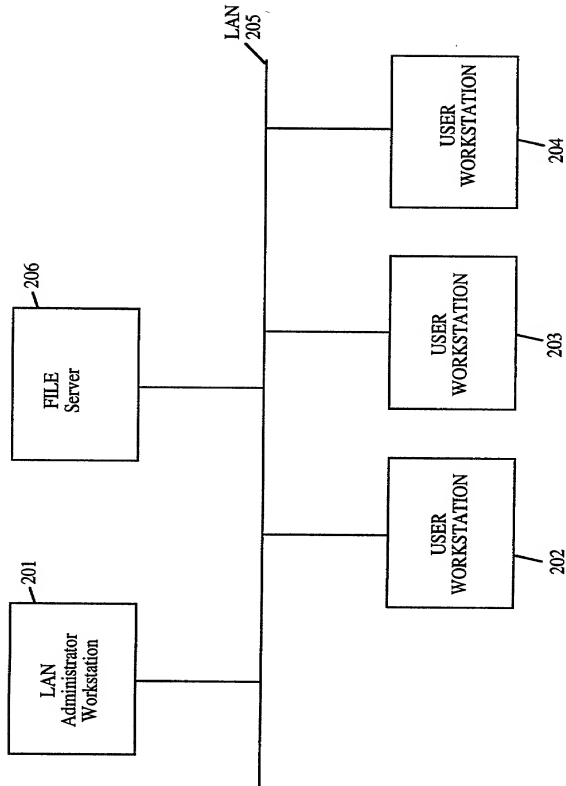 201
LAN
Administrator
Workstation
206
FILE
Server
LAN
205
USER
WORKSTATION
202
USER
WORKSTATION
203
USER
WORKSTATION
204